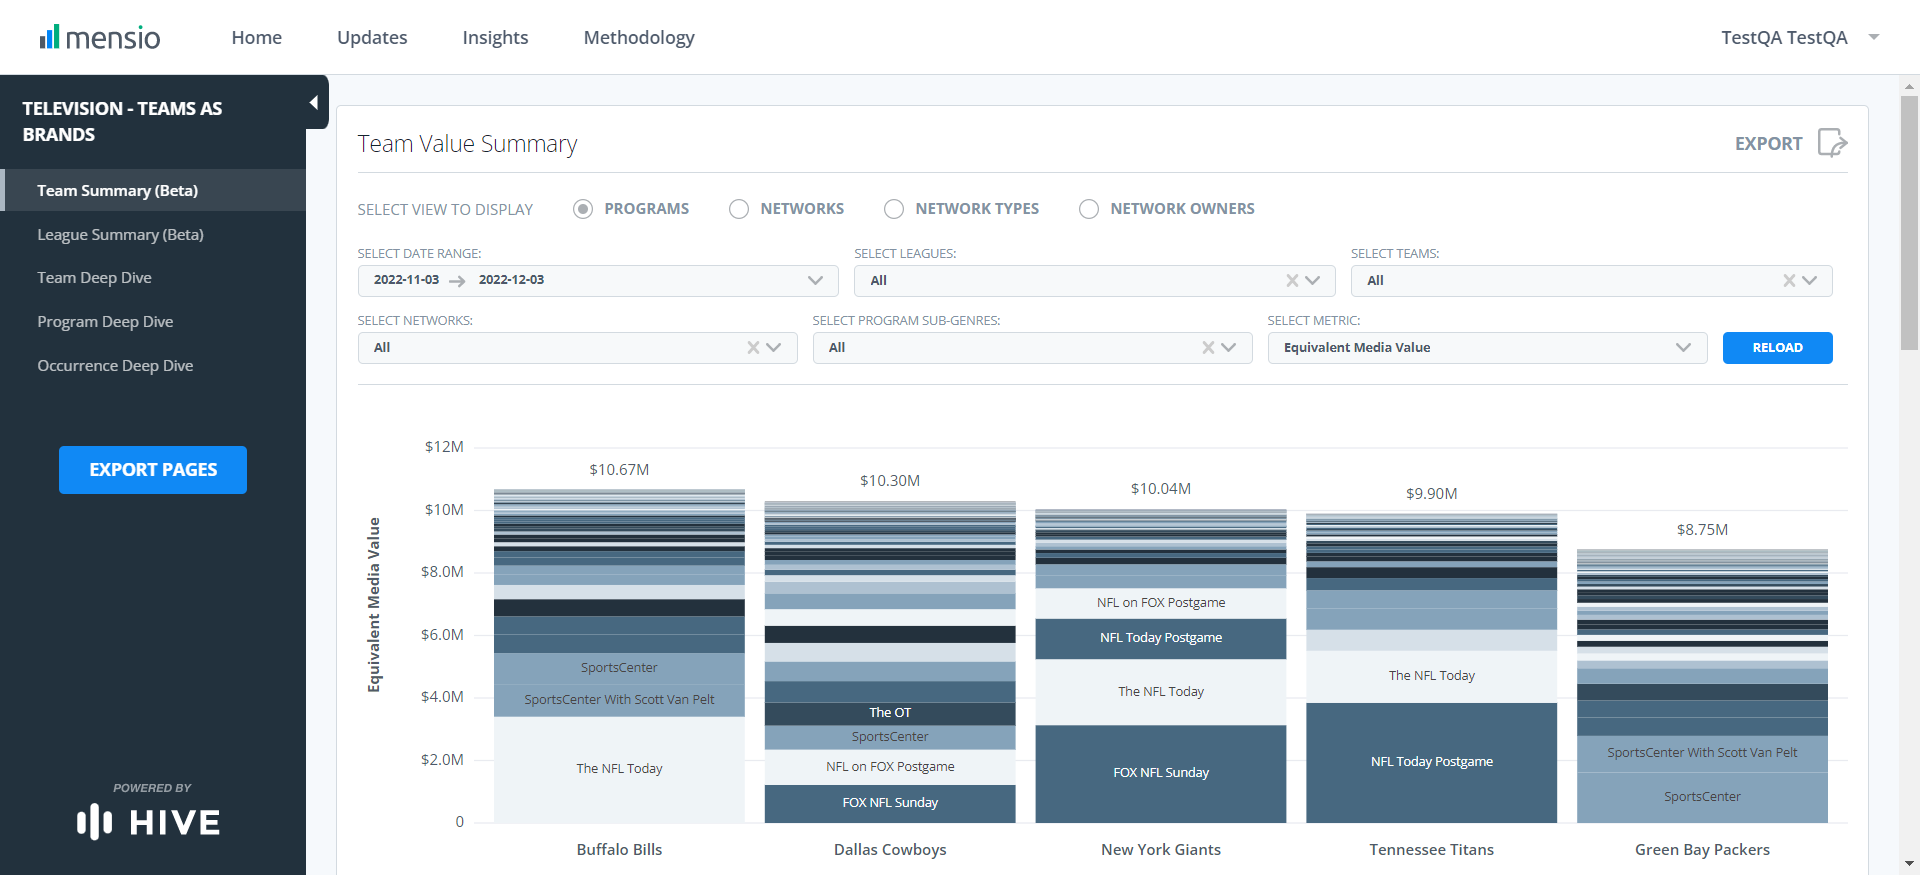 mensio
Home
Updates
Insights
Methodology
TestQA TestQA
TELEVISION - TEAMS AS
BRANDS
Team Summary (Beta)
League Summary (Beta)
Team Deep Dive
Program Deep Dive
Occurrence Deep Dive
EXPORT PAGES
POWERED BY
HIVE
Team Value Summary
EXPORT
SELECT VIEW TO DISPLAY
PROGRAMS
NETWORKS
NETWORK TYPES
NETWORK OWNERS
SELECT DATE RANGE:
2022-11-03
2022-12-03
SELECT LEAGUES:
All
SELECT TEAMS:
All
SELECT NETWORKS:
All
SELECT PROGRAM SUB-GENRES:
All
SELECT METRIC:
Equivalent Media Value
RELOAD
Equivalent Media Value
$12M
$10M
$8.0M
$6.0M
$4.0M
$2.0M
0
$10.67M
SportsCenter
SportsCenter With Scott Van Pelt
The NFL Today
Buffalo Bills
$10.30M
The OT
SportsCenter
NFL on FOX Postgame
FOX NFL Sunday
Dallas Cowboys
$10.04M
NFL on FOX Postgame
NFL Today Postgame
The NFL Today
FOX NFL Sunday
New York Giants
$9.90M
The NFL Today
NFL Today Postgame
Tennessee Titans
$8.75M
SportsCenter With Scott Van Pelt
SportsCenter
Green Bay Packers